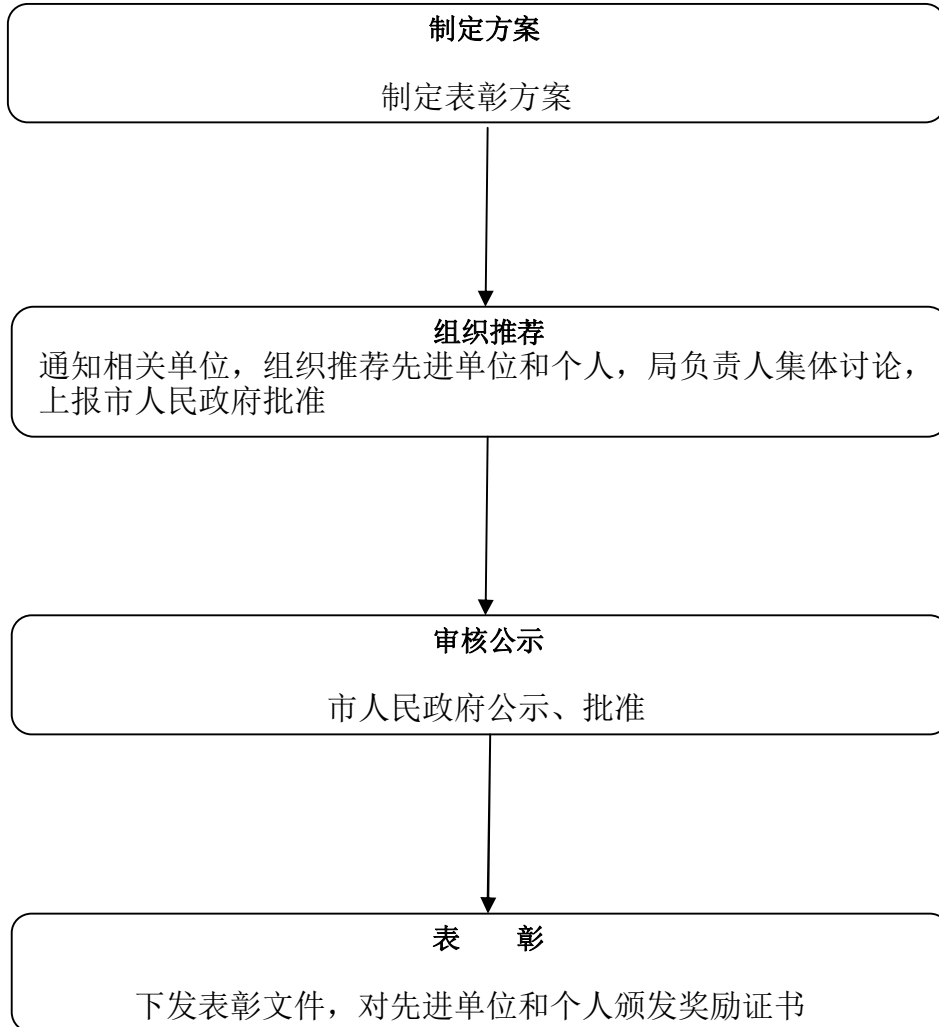 制定方案
制定表彰方案
组织推荐
通知相关单位，组织推荐先进单位和个人，局负责人集体讨论，
上报市人民政府批准
审核公示
市人民政府公示、批准
表　　彰
下发表彰文件，对先进单位和个人颁发奖励证书